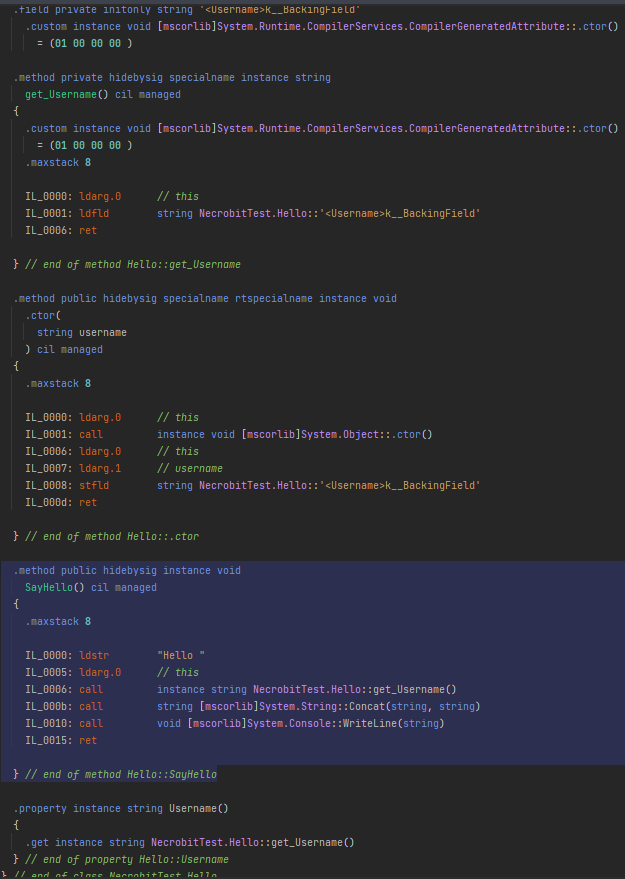 .field private initonly string '<Username>k__BackingField'
.custom instance void [mscorlib]System.Runtime.CompilerServices.CompilerGeneratedAttribute::.ctor()
= (01 00 00 00 )
.method private hidebysig specialname instance string
get_Username() cil managed
{
.custom instance void [mscorlib]System.Runtime.CompilerServices.CompilerGeneratedAttribute::.ctor()
= (01 00 00 00 )
.maxstack 8
IL_0000: ldarg.0 // this
IL_0001: ldfld string NecrobitTest.Hello::'<Username>k__BackingField'
IL_0006: ret
} // end of method Hello::get_Username
.method public hidebysig specialname rtspecialname instance void
.ctor(
string username
) cil managed
{
.maxstack 8
IL_0000: ldarg.0 // this
IL_0001: call instance void [mscorlib]System.Object::.ctor()
IL_0006: ldarg.0 // this
IL_0007: ldarg.1 // username
IL_0008: stfld string NecrobitTest.Hello::'<Username>k__BackingField'
IL_000d: ret
} // end of method Hello::.ctor
.method public hidebysig instance void
SayHello() cil managed
{
.maxstack 8
IL_0000: ldstr "Hello "
IL_0005: ldarg.0 // this
IL_0006: call instance string NecrobitTest.Hello::get_Username()
IL_000b: call string [mscorlib]System.String::Concat(string, string)
IL_0010: call void [mscorlib]System.Console::WriteLine(string)
IL_0015: ret
} // end of method Hello::SayHello
.property instance string Username()
{
.get instance string NecrobitTest.Hello::get_Username()
} // end of property Hello::Username
} // end of class NecrobitTest.Hello